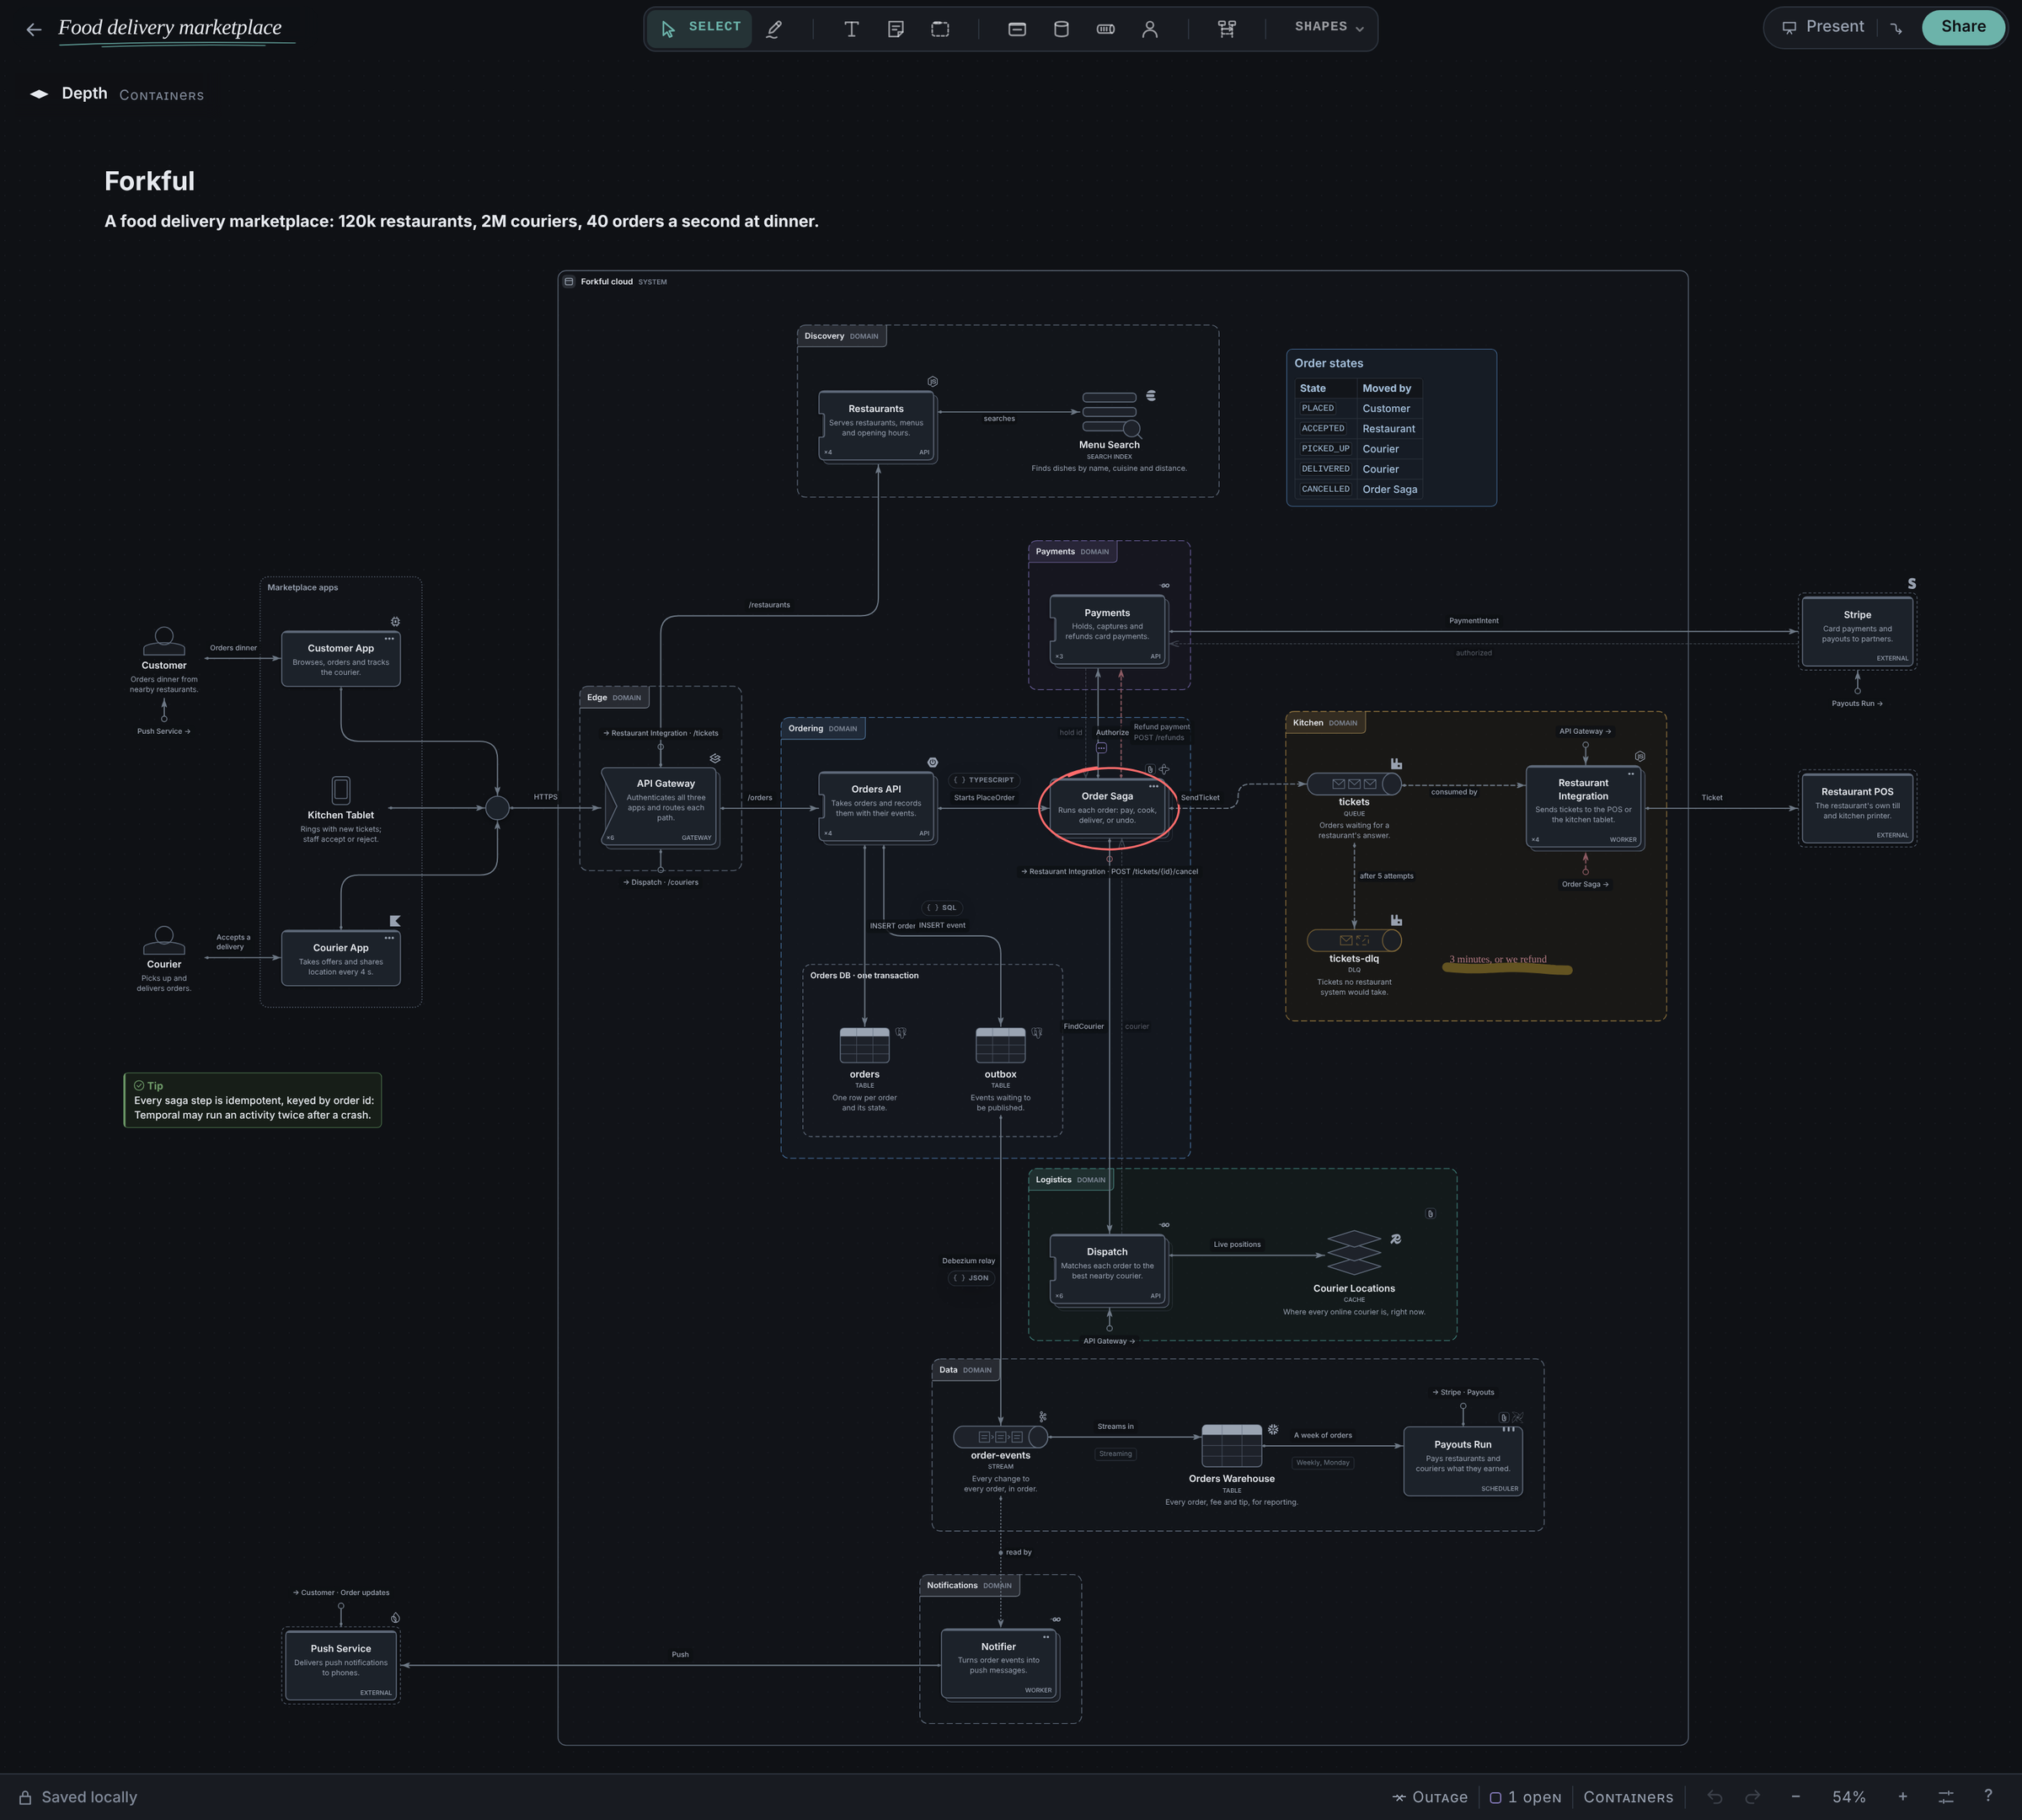 Food delivery marketplace
SELECT
SHAPES
Present
Share
Depth Containers
Forkful
A food delivery marketplace: 120k restaurants, 2M couriers, 40 orders a second at dinner.
Forkful cloud SYSTEM
Discovery DOMAIN
Restaurants
Serves restaurants, menus
and opening hours.
×4 API
searches
Menu Search
SEARCH INDEX
Finds dishes by name, cuisine and distance.
Order states
State Moved by
PLACED Customer
ACCEPTED Restaurant
PICKED_UP Courier
DELIVERED Courier
CANCELLED Order Saga
Payments DOMAIN
Payments
Holds, captures and
refunds card payments.
×3 API
PaymentIntent
authorized
Stripe
Card payments and
payouts to partners.
EXTERNAL
Payouts Run →
Marketplace apps
Customer
Orders dinner from
nearby restaurants.
Push Service →
Orders dinner
Customer App
Browses, orders and tracks
the courier.
Kitchen Tablet
Rings with new tickets;
staff accept or reject.
Courier
Picks up and
delivers orders.
Accepts a
delivery
Courier App
Takes offers and shares
location every 4 s.
HTTPS
/restaurants
Edge DOMAIN
→ Restaurant Integration · /tickets
API Gateway
Authenticates all three
apps and routes each
path.
×6 GATEWAY
→ Dispatch · /couriers
/orders
Ordering DOMAIN
Orders API
Takes orders and records
them with their events.
×4 API
{ } TYPESCRIPT
Starts PlaceOrder
hold id
Authorize
Refund payment
POST /refunds
Order Saga
Runs each order: pay, cook,
deliver, or undo.
SendTicket
→ Restaurant Integration · POST /tickets/{id}/cancel
{ } SQL
INSERT order
INSERT event
Orders DB · one transaction
orders
TABLE
One row per order
and its state.
outbox
TABLE
Events waiting to
be published.
FindCourier
courier
Kitchen DOMAIN
tickets
QUEUE
Orders waiting for a
restaurant's answer.
consumed by
API Gateway →
Restaurant
Integration
Sends tickets to the POS or
the kitchen tablet.
×4 WORKER
Order Saga →
after 5 attempts
tickets-dlq
DLQ
Tickets no restaurant
system would take.
3 minutes, or we refund
Ticket
Restaurant POS
The restaurant's own till
and kitchen printer.
EXTERNAL
Tip
Every saga step is idempotent, keyed by order id:
Temporal may run an activity twice after a crash.
Logistics DOMAIN
Dispatch
Matches each order to the
best nearby courier.
×6 API
API Gateway →
Live positions
Courier Locations
CACHE
Where every online courier is, right now.
Debezium relay
{ } JSON
Data DOMAIN
order-events
STREAM
Every change to
every order, in order.
Streams in
Streaming
Orders Warehouse
TABLE
Every order, fee and tip, for reporting.
A week of orders
Weekly, Monday
→ Stripe · Payouts
Payouts Run
Pays restaurants and
couriers what they earned.
SCHEDULER
read by
Notifications DOMAIN
Notifier
Turns order events into
push messages.
WORKER
Push
→ Customer · Order updates
Push Service
Delivers push notifications
to phones.
EXTERNAL
Saved locally
Outage
1 open
Containers
− 54% + ?